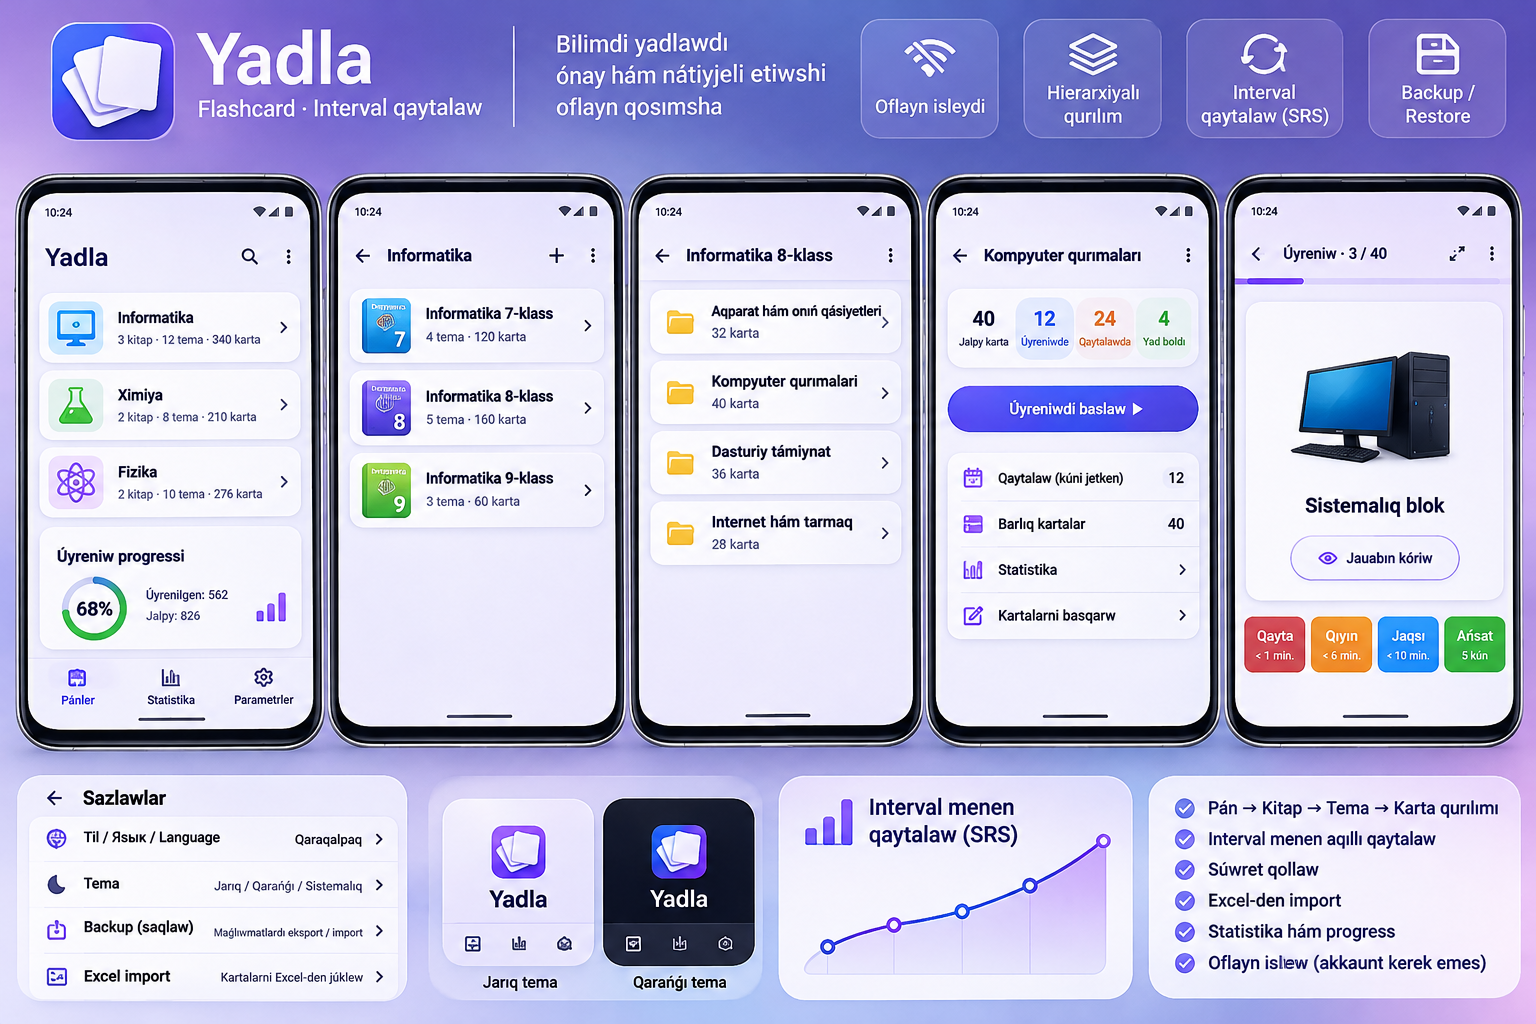 Yadla
Flashcard · Interval qaytalaw
Bilimdi yadlawdı
ónay hám nátiyjeli etiwshi
oflayn qosımsha
Oflayn isleydi
Hierarxiyalı
qurılım
Interval
qaytalaw (SRS)
Backup /
Restore
10:24
Yadla
Informatika
3 kitap · 12 tema · 340 karta
Ximiya
2 kitap · 8 tema · 210 karta
Fizika
2 kitap · 10 tema · 276 karta
Úyreniw progressi
68%
Úyrenilgen: 562
Jalpy: 826
Pánler
Statistika
Parametrler
10:24
Informatika
7
Informatika 7-klass
4 tema · 120 karta
8
Informatika 8-klass
5 tema · 160 karta
9
Informatika 9-klass
3 tema · 60 karta
10:24
Informatika 8-klass
Aqparat hám onıń qásiyetleri
32 karta
Kompyuter qurımalari
40 karta
Dasturiy támiynat
36 karta
Internet hám tarmaq
28 karta
10:24
Kompyuter qurımaları
40
Jalpy karta
12
Úyreniwde
24
Qaytalawda
4
Yad boldı
Úyreniwdi baslaw
Qaytalaw (kúni jetken)
12
Barlıq kartalar
40
Statistika
Kartalarni basqarw
10:24
Úyreniw · 3 / 40
Sistemalıq blok
Jauabın kóriw
Qayta
< 1 min.
Qıyın
< 6 min.
Jaqsı
< 10 min.
Ańsat
5 kún
Sazlawlar
Til / Язык / Language
Qaraqalpaq
Tema
Jarıq / Qarańǵı / Sistemalıq
Backup (saqlaw)
Maǵlıwmatlardı eksport / import
Excel import
Kartalarni Excel-den júklew
Yadla
Jarıq tema
Yadla
Qarańǵı tema
Interval menen
qaytalaw (SRS)
Pán → Kitap → Tema → Karta qurılımı
Interval menen aqıllı qaytalaw
Súwret qollaw
Excel-den import
Statistika hám progress
Oflayn islew (akkaunt kerek emes)